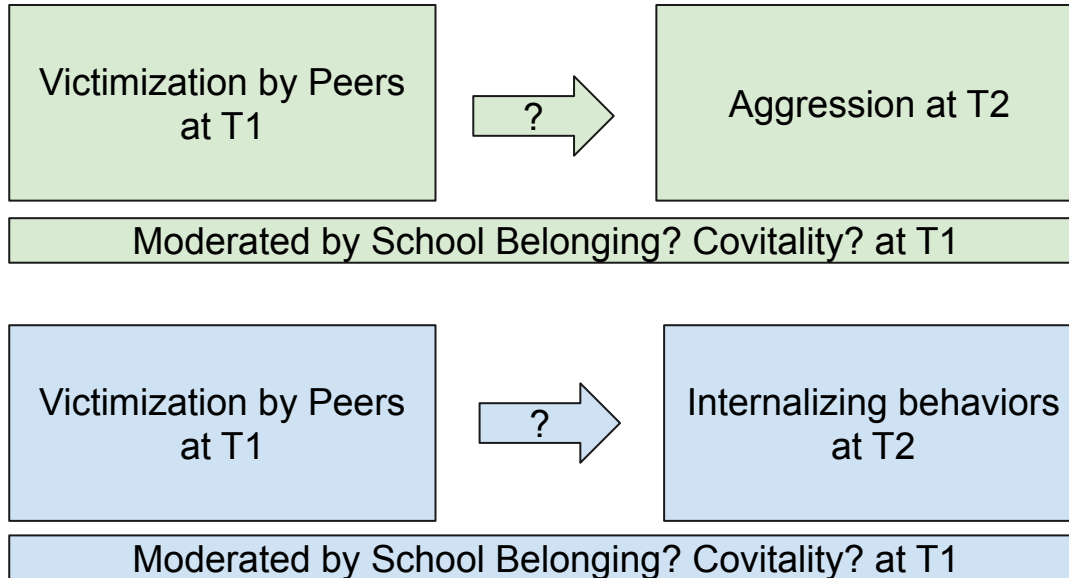 Victimization by Peers
at T1
?
Aggression at T2
Moderated by School Belonging? Covitality? at T1
Victimization by Peers
at T1
?
Internalizing behaviors
at T2
Moderated by School Belonging? Covitality? at T1